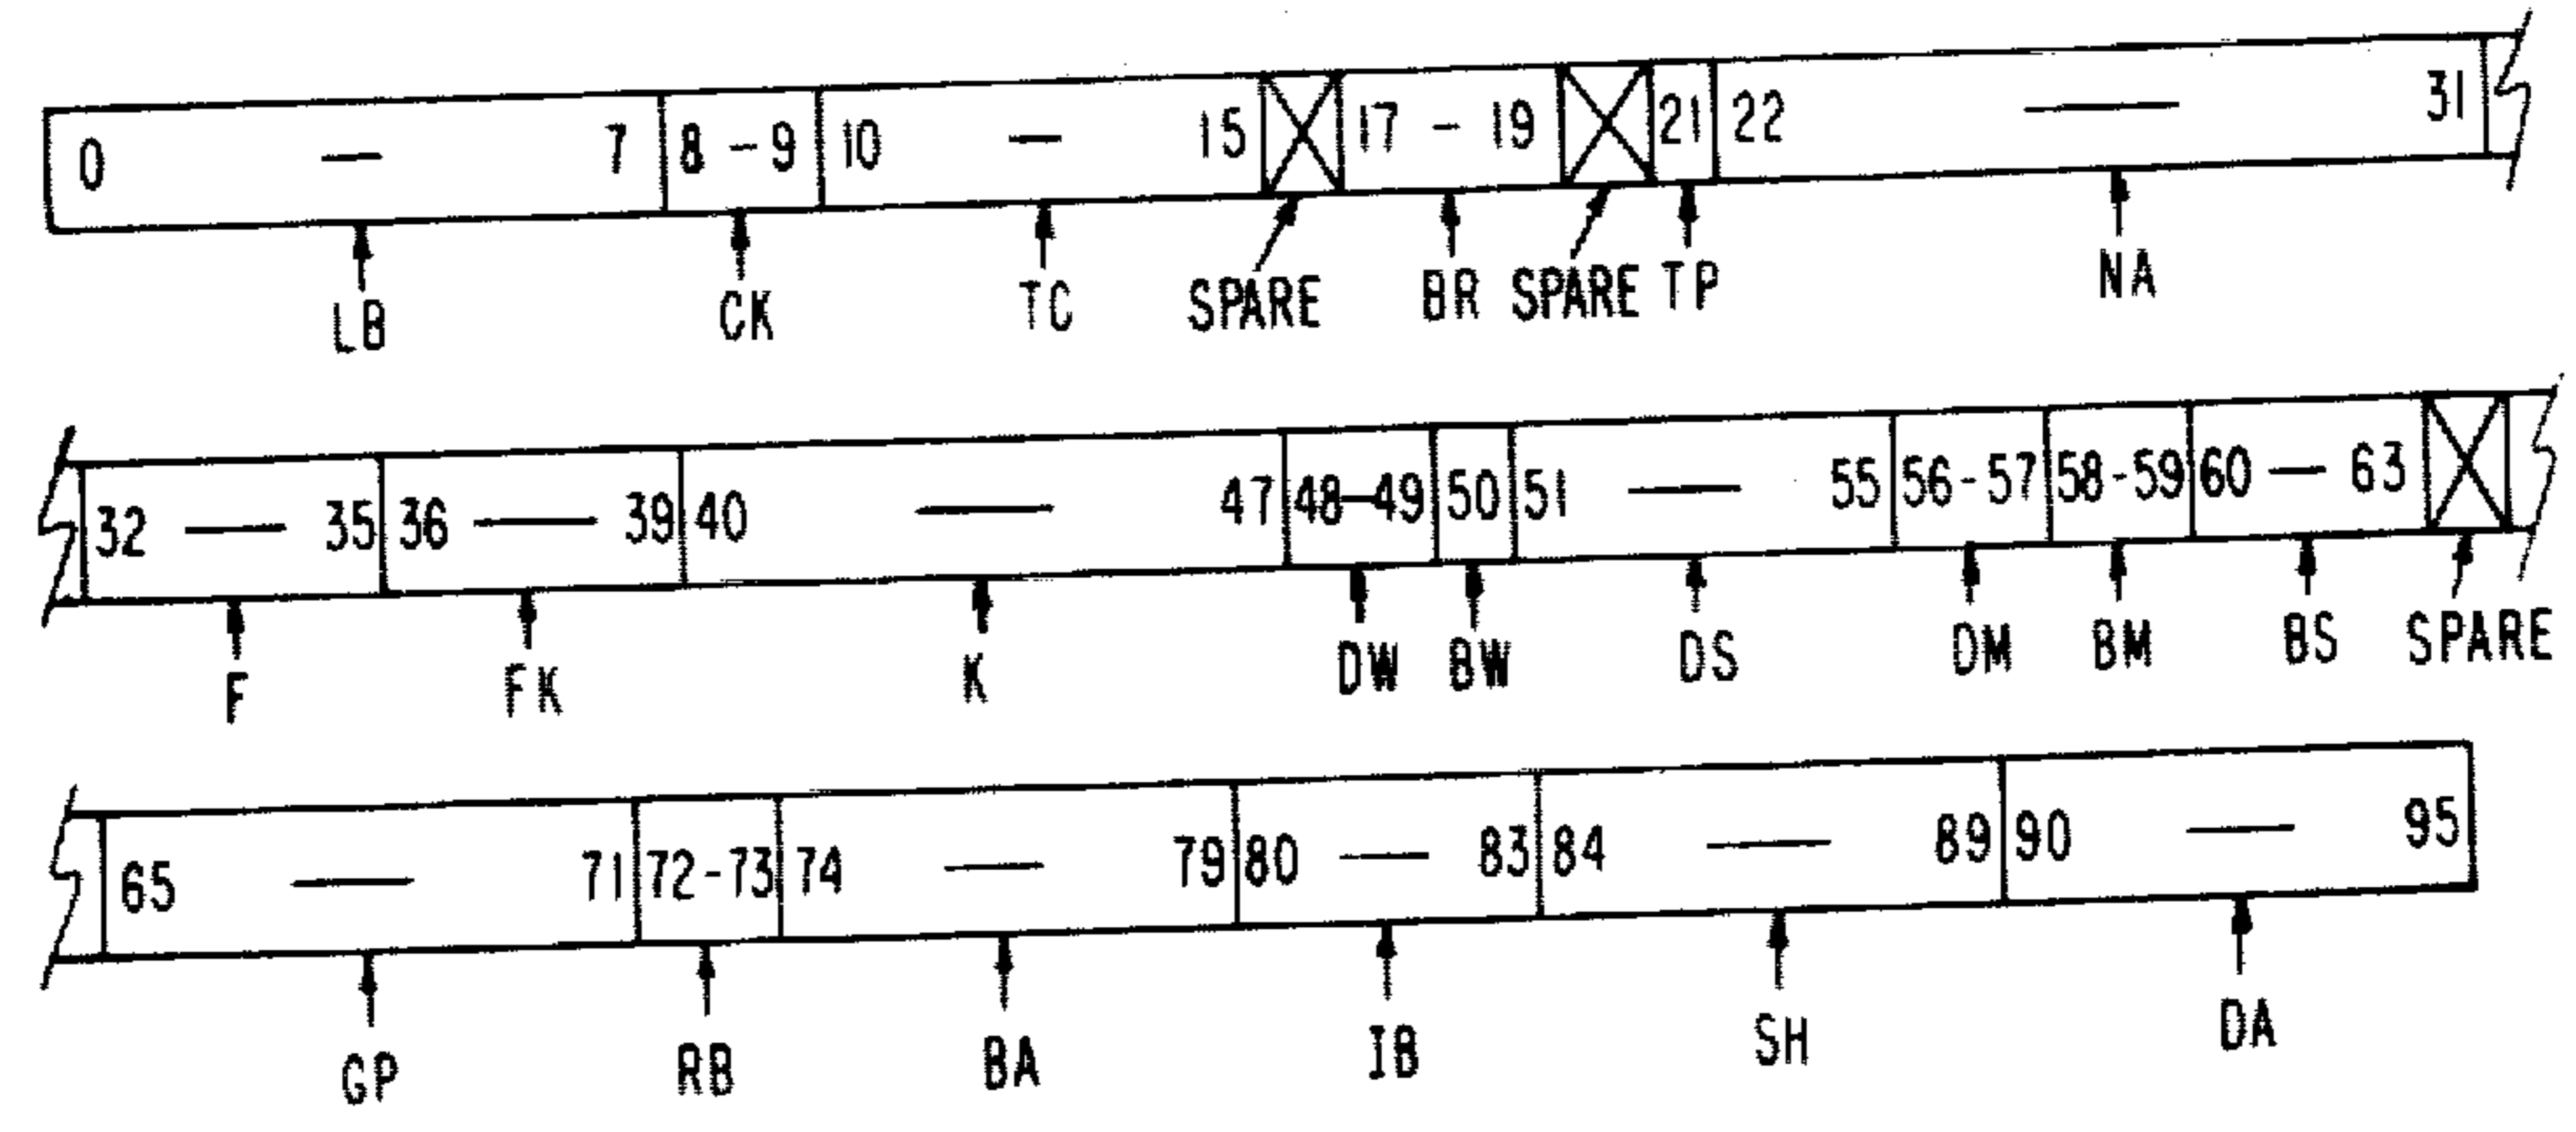 0 — 7 8 - 9 10 — 15 17 - 19 21 22 — 31
LB CK TC SPARE BR SPARE TP NA
32 — 35 36 — 39 40 — 47 48—49 50 51 — 55 56-57 58-59 60 — 63
F FK K DW BW DS DM BM BS SPARE
65 — 71 72-73 74 — 79 80 — 83 84 — 89 90 — 95
GP RB BA IB SH DA